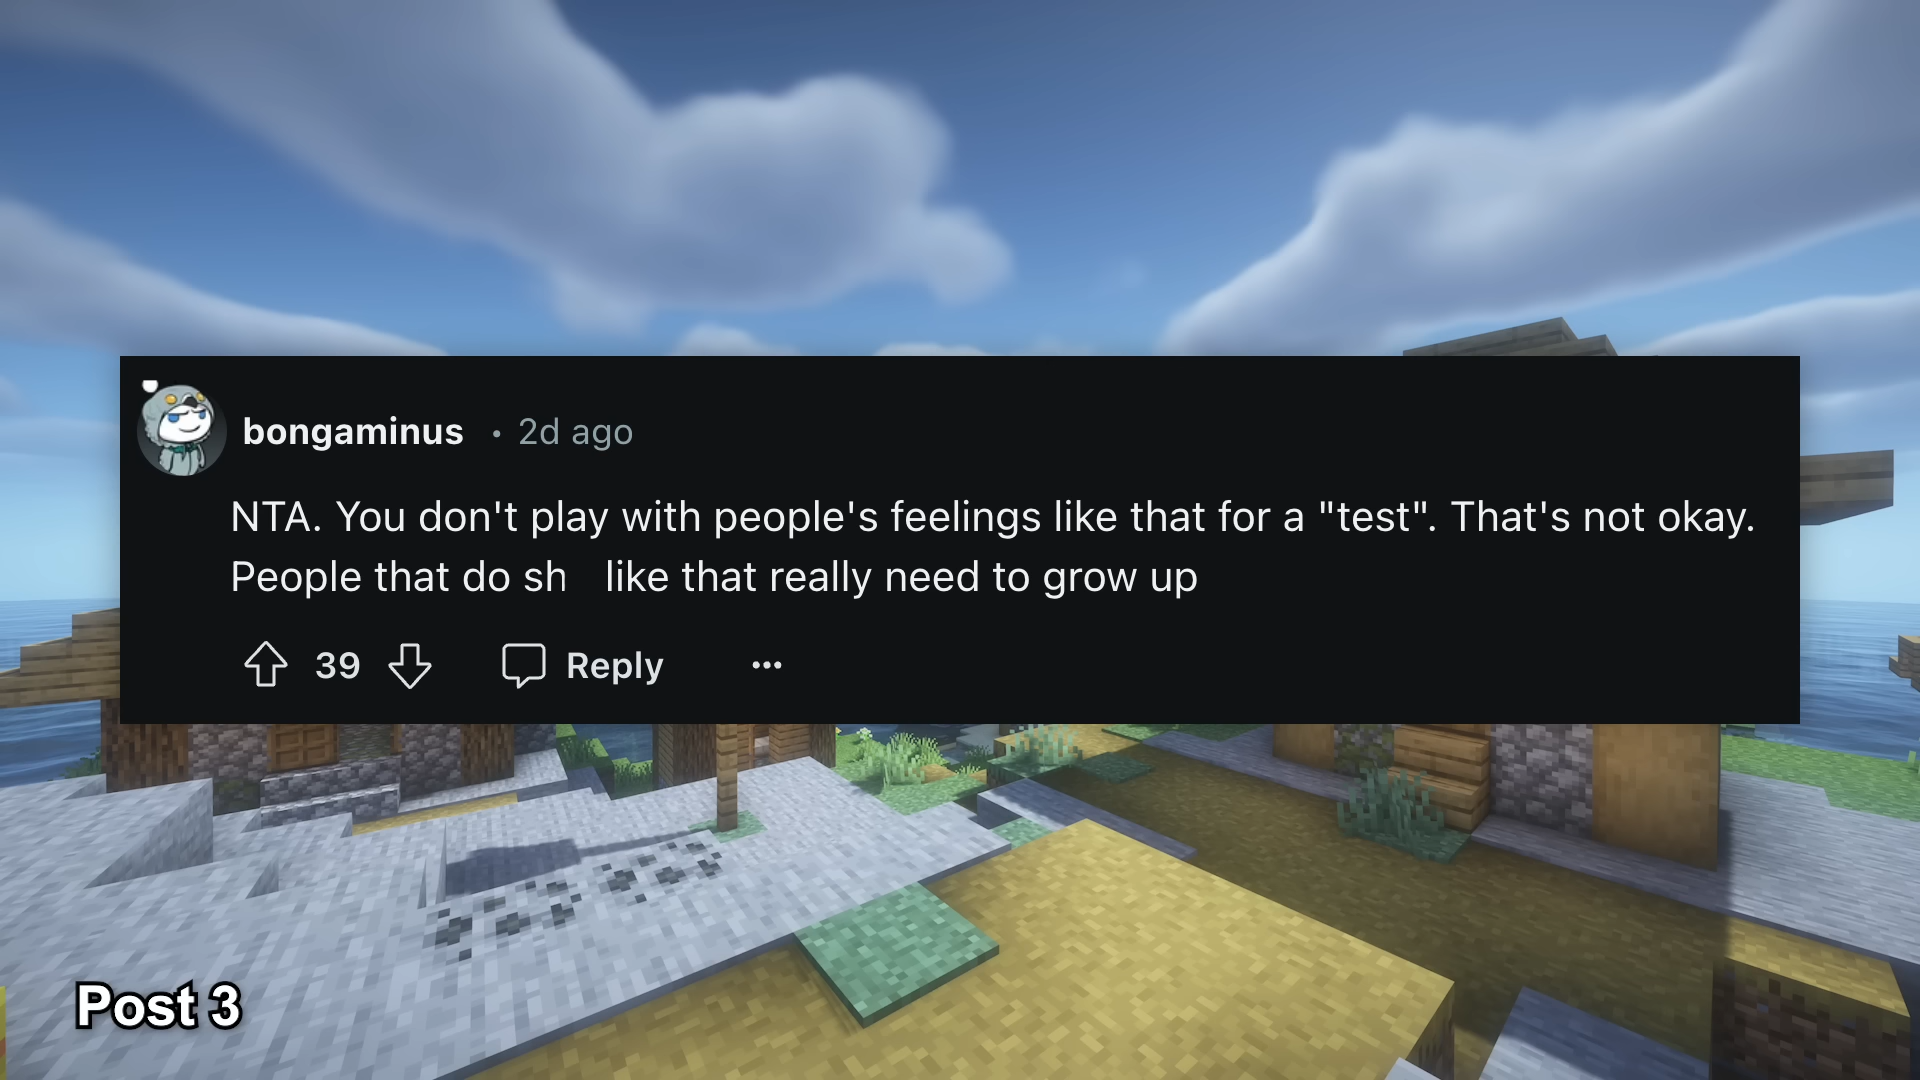 bongaminus • 2d ago
NTA. You don't play with people's feelings like that for a "test". That's not okay.
People that do sh like that really need to grow up
39 Reply ...
Post 3